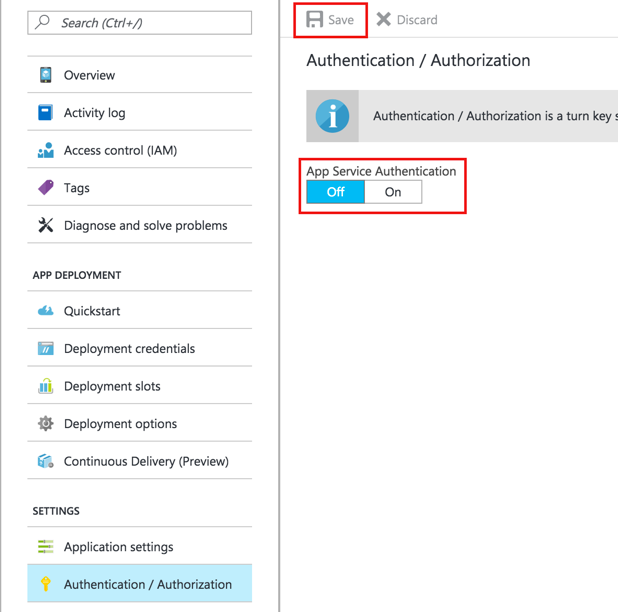 Search (Ctrl+/)
Overview
Activity log
Access control (IAM)
Tags
Diagnose and solve problems
APP DEPLOYMENT
Quickstart
Deployment credentials
Deployment slots
Deployment options
Continuous Delivery (Preview)
SETTINGS
Application settings
Authentication / Authorization
Save Discard
Authentication / Authorization
Authentication / Authorization is a turn key
App Service Authentication
Off On